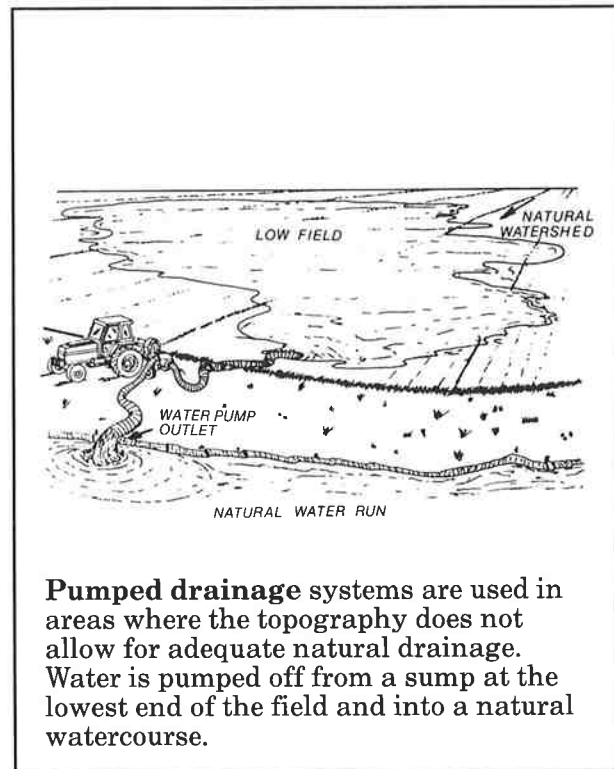 LOW FIELD
NATURAL
WATERSHED
WATER PUMP
OUTLET
NATURAL WATER RUN
Pumped drainage systems are used in
areas where the topography does not
allow for adequate natural drainage.
Water is pumped off from a sump at the
lowest end of the field and into a natural
watercourse.